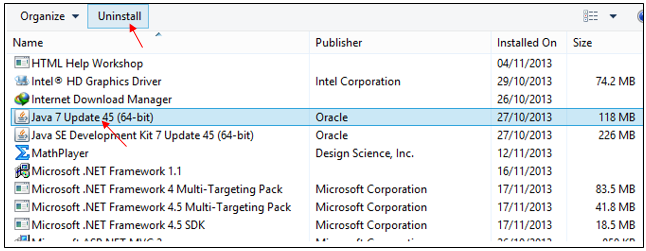 Organize Uninstall
Name Publisher Installed On Size
HTML Help Workshop 04/11/2013
Intel® HD Graphics Driver Intel Corporation 29/10/2013 74.2 MB
Internet Download Manager 26/10/2013
Java 7 Update 45 (64-bit) Oracle 27/10/2013 118 MB
Java SE Development Kit 7 Update 45 (64-bit) Oracle 27/10/2013 226 MB
MathPlayer Design Science, Inc. 12/11/2013
Microsoft .NET Framework 1.1 16/11/2013
Microsoft .NET Framework 4 Multi-Targeting Pack Microsoft Corporation 17/11/2013 83.5 MB
Microsoft .NET Framework 4.5 Multi-Targeting Pack Microsoft Corporation 17/11/2013 41.8 MB
Microsoft .NET Framework 4.5 SDK Microsoft Corporation 17/11/2013 18.5 MB